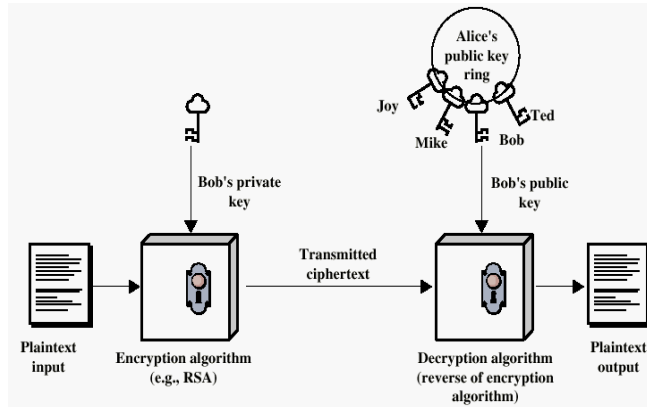 Alice's
public key
ring
Joy
Mike
Bob
Ted
Bob's private
key
Bob's public
key
Transmitted
ciphertext
Plaintext
input
Encryption algorithm
(e.g., RSA)
Decryption algorithm
(reverse of encryption
algorithm)
Plaintext
output